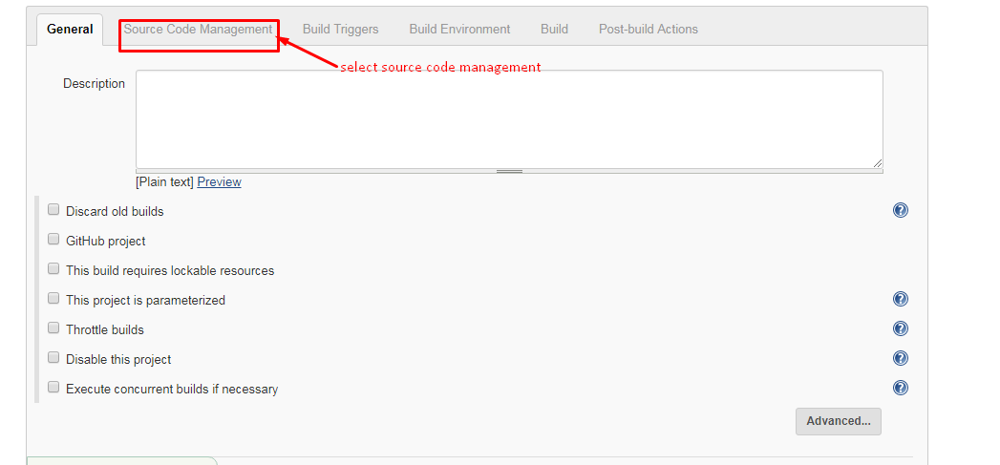 General Source Code Management Build Triggers Build Environment Build Post-build Actions
select source code management
Description
[Plain text] Preview
Discard old builds ?
GitHub project
This build requires lockable resources
This project is parameterized ?
Throttle builds ?
Disable this project ?
Execute concurrent builds if necessary ?
Advanced...